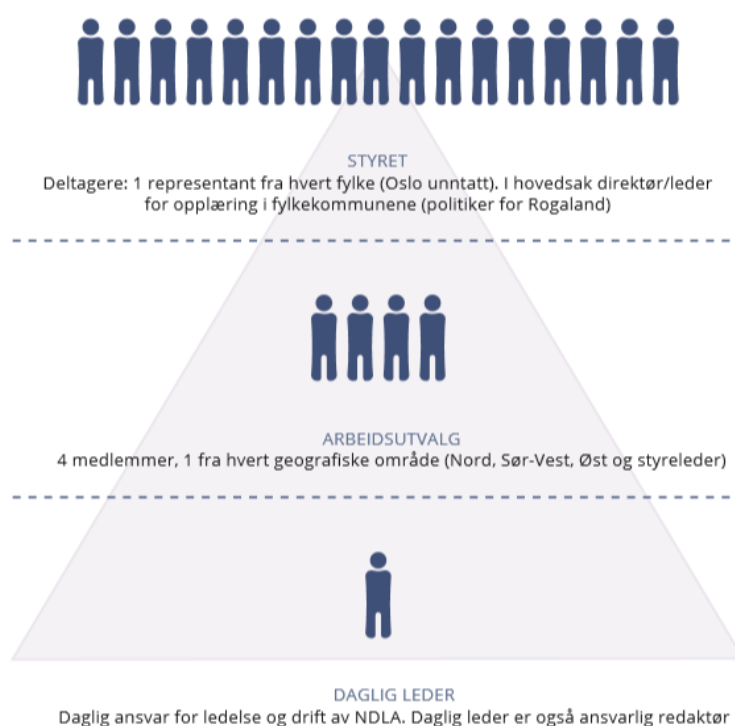 STYRET
Deltagere: 1 representant fra hvert fylke (Oslo unntatt). I hovedsak direktør/leder
for opplæring i fylkekommunene (politiker for Rogaland)
ARBEIDSUTVALG
4 medlemmer, 1 fra hvert geografiske område (Nord, Sør-Vest, Øst og styreleder)
DAGLIG LEDER
Daglig ansvar for ledelse og drift av NDLA. Daglig leder er også ansvarlig redaktør